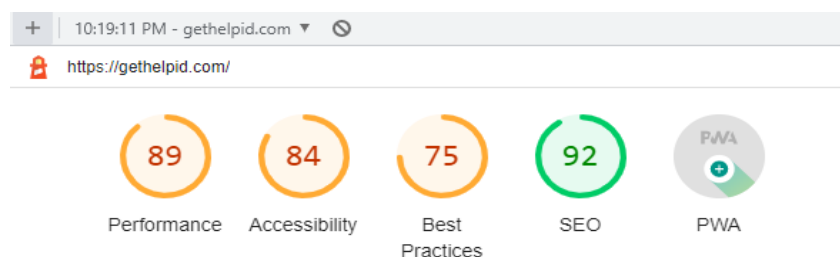 + 10:19:11 PM - gethelpid.com ▼
https://gethelpid.com/
89 84 75 92 PWA
Performance Accessibility Best Practices SEO PWA